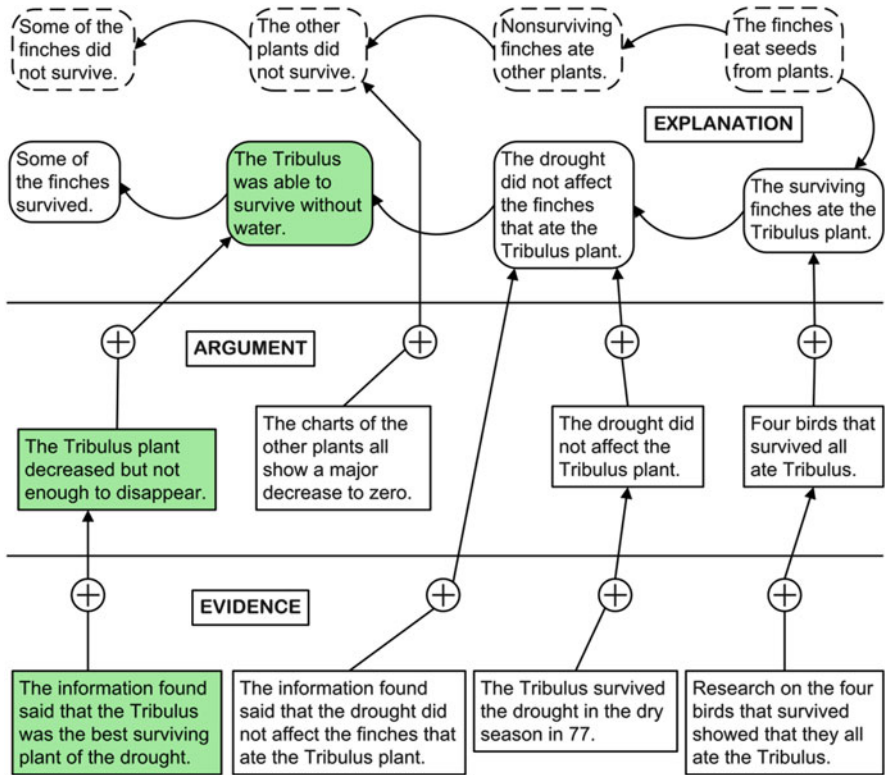 Some of the
finches did
not survive.
The other
plants did
not survive.
Nonsurviving
finches ate
other plants.
The finches
eat seeds
from plants.
EXPLANATION
Some of
the finches
survived.
The Tribulus
was able to
survive without
water.
The drought
did not affect
the finches
that ate the
Tribulus plant.
The surviving
finches ate the
Tribulus plant.
ARGUMENT
The Tribulus plant
decreased but not
enough to disappear.
The charts of the
other plants all
show a major
decrease to zero.
The drought did
not affect the
Tribulus plant.
Four birds that
survived all
ate Tribulus.
EVIDENCE
The information found
said that the Tribulus
was the best surviving
plant of the drought.
The information found
said that the drought did
not affect the finches that
ate the Tribulus plant.
The Tribulus survived
the drought in the dry
season in 77.
Research on the four
birds that survived
showed that they all
ate the Tribulus.